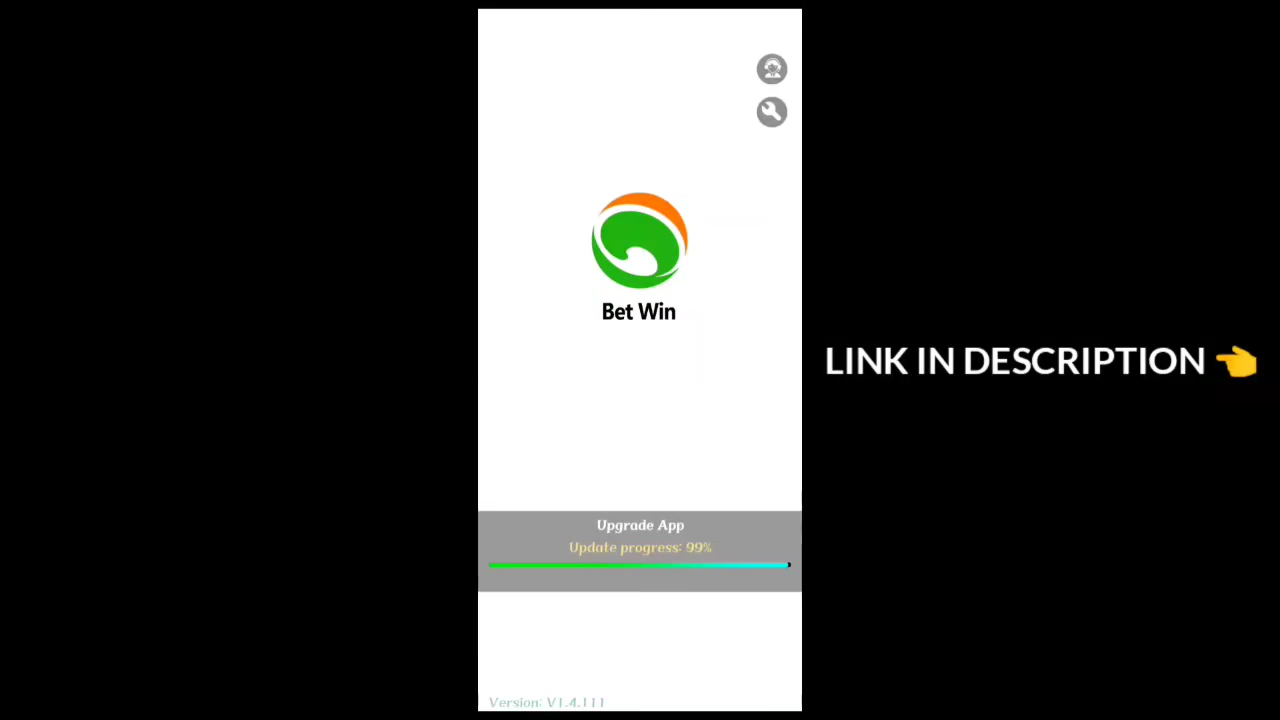 Bet Win
LINK IN DESCRIPTION
Upgrade App
Update progress: 99%
Version: V1.4.111